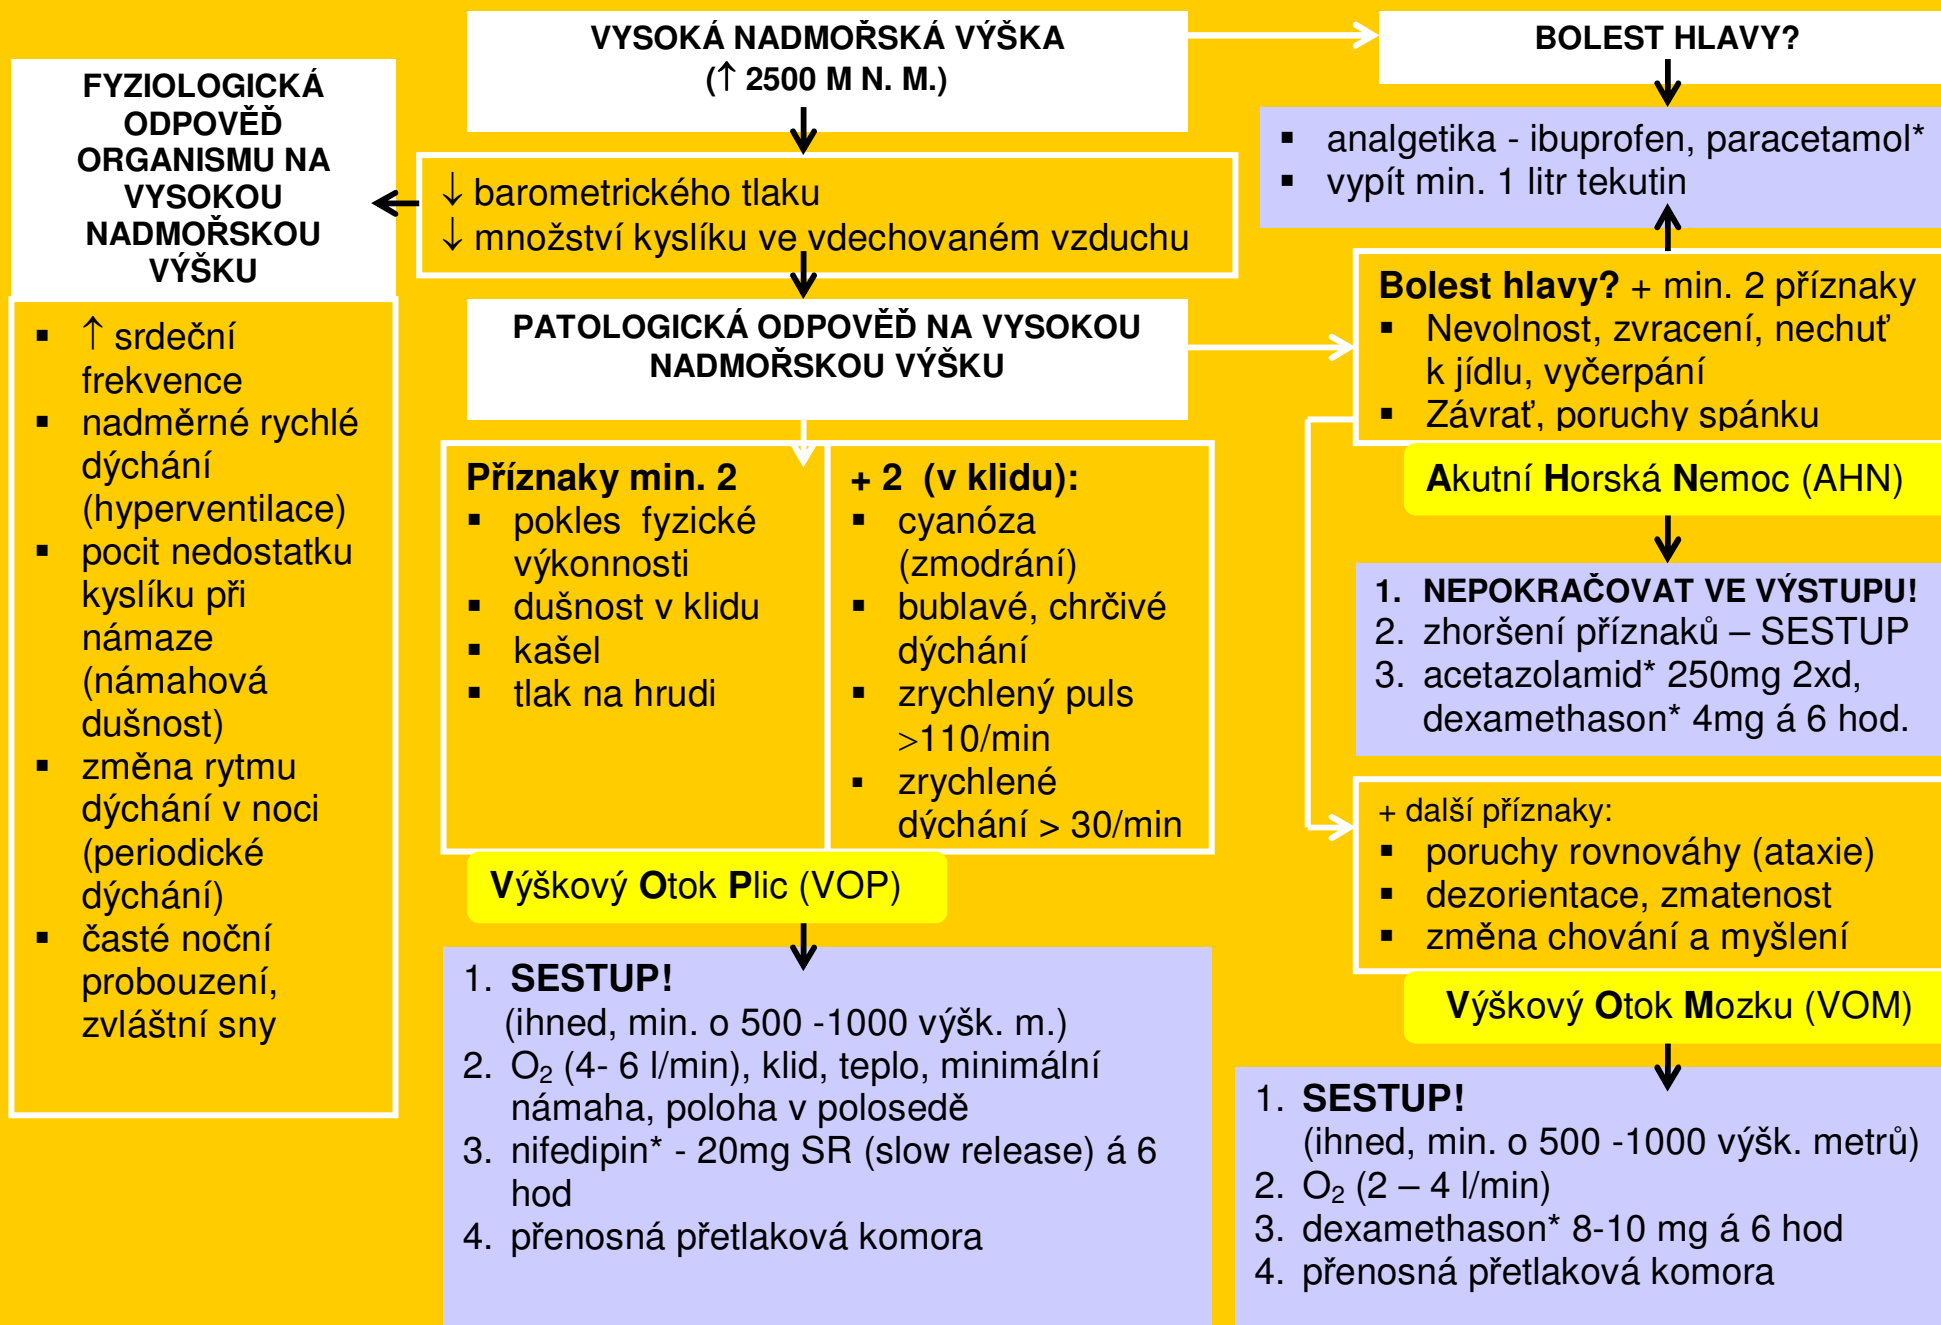 VYSOKÁ NADMOŘSKÁ VÝŠKA
(↑ 2500 M N. M.)
↓ barometrického tlaku
↓ množství kyslíku ve vdechovaném vzduchu
FYZIOLOGICKÁ
ODPOVĚĎ
ORGANISMU NA
VYSOKOU
NADMOŘSKOU
VÝŠKU
▪ ↑ srdeční
frekvence
▪ nadměrné rychlé
dýchání
(hyperventilace)
▪ pocit nedostatku
kyslíku při
námaze
(námahová
dušnost)
▪ změna rytmu
dýchání v noci
(periodické
dýchání)
▪ časté noční
probouzení,
zvláštní sny
PATOLOGICKÁ ODPOVĚĎ NA VYSOKOU
NADMOŘSKOU VÝŠKU
Příznaky min. 2
▪ pokles fyzické
výkonnosti
▪ dušnost v klidu
▪ kašel
▪ tlak na hrudi
+ 2 (v klidu):
▪ cyanóza
(zmodrání)
▪ bublavé, chrčivé
dýchání
▪ zrychlený puls
>110/min
▪ zrychlené
dýchání > 30/min
Výškový Otok Plic (VOP)
1. SESTUP!
(ihned, min. o 500 -1000 výšk. m.)
2. O₂ (4- 6 l/min), klid, teplo, minimální
námaha, poloha v polosedě
3. nifedipin* - 20mg SR (slow release) á 6
hod
4. přenosná přetlaková komora
BOLEST HLAVY?
▪ analgetika - ibuprofen, paracetamol*
▪ vypít min. 1 litr tekutin
Bolest hlavy? + min. 2 příznaky
▪ Nevolnost, zvracení, nechuť
k jídlu, vyčerpání
▪ Závrať, poruchy spánku
Akutní Horská Nemoc (AHN)
1. NEPOKRAČOVAT VE VÝSTUPU!
2. zhoršení příznaků – SESTUP
3. acetazolamid* 250mg 2xd,
dexamethason* 4mg á 6 hod.
+ další příznaky:
▪ poruchy rovnováhy (ataxie)
▪ dezorientace, zmatenost
▪ změna chování a myšlení
Výškový Otok Mozku (VOM)
1. SESTUP!
(ihned, min. o 500 -1000 výšk. metrů)
2. O₂ (2 – 4 l/min)
3. dexamethason* 8-10 mg á 6 hod
4. přenosná přetlaková komora